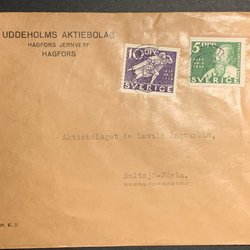 UDDEHOLMS AKTIEBOLAG
HAGFORS JERNVERK
HAGFORS
10 ÖRE
SVERIGE
5 ÖRE
SVERIGE
Aktiebolaget de Lavals Ångturbin,
Saltsjö-Järla.